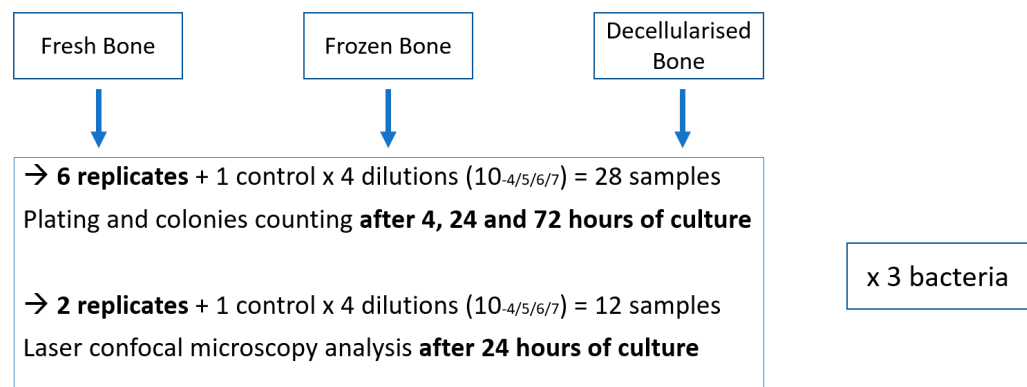 Fresh Bone
Frozen Bone
Decellularised
Bone
→ 6 replicates + 1 control x 4 dilutions (10-4/5/6/7) = 28 samples
Plating and colonies counting after 4, 24 and 72 hours of culture
→ 2 replicates + 1 control x 4 dilutions (10-4/5/6/7) = 12 samples
Laser confocal microscopy analysis after 24 hours of culture
x 3 bacteria